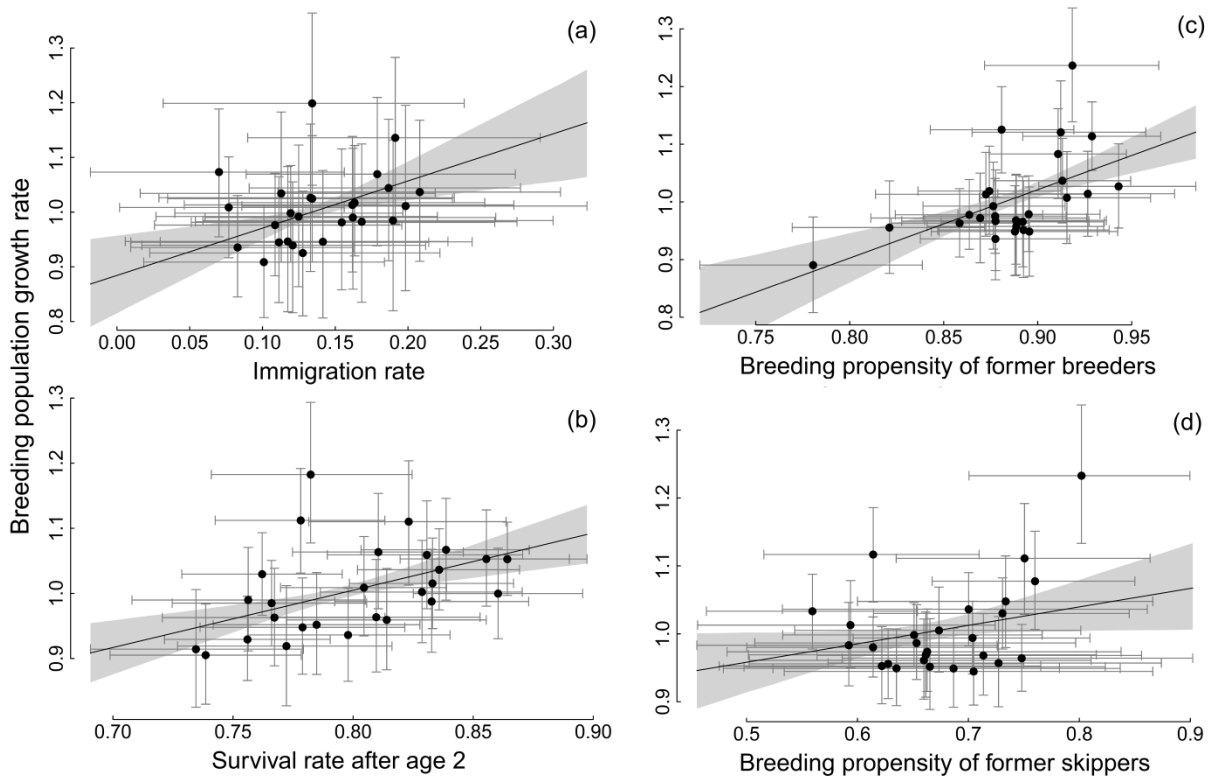 Breeding population growth rate
(a)
1.3
1.2
1.1
1.0
0.9
0.8
0.00 0.05 0.10 0.15 0.20 0.25 0.30
Immigration rate
(c)
1.3
1.2
1.1
1.0
0.9
0.8
0.75 0.80 0.85 0.90 0.95
Breeding propensity of former breeders
(b)
1.3
1.2
1.1
1.0
0.9
0.70 0.75 0.80 0.85 0.90
Survival rate after age 2
(d)
1.3
1.2
1.1
1.0
0.9
0.5 0.6 0.7 0.8 0.9
Breeding propensity of former skippers